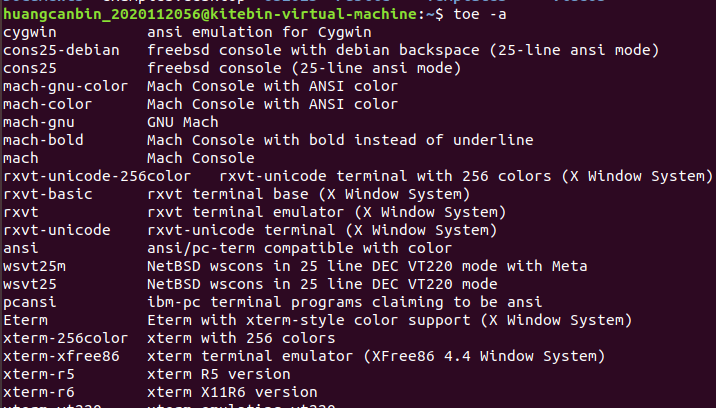 huangcanbin_2020112056@kitebin-virtual-machine:~$ toe -a
cygwin ansi emulation for Cygwin
cons25-debian freebsd console with debian backspace (25-line ansi mode)
cons25 freebsd console (25-line ansi mode)
mach-gnu-color Mach Console with ANSI color
mach-color Mach Console with ANSI color
mach-gnu GNU Mach
mach-bold Mach Console with bold instead of underline
mach Mach Console
rxvt-unicode-256color rxvt-unicode terminal with 256 colors (X Window System)
rxvt-basic rxvt terminal base (X Window System)
rxvt rxvt terminal emulator (X Window System)
rxvt-unicode rxvt-unicode terminal (X Window System)
ansi ansi/pc-term compatible with color
wsvt25m NetBSD wscons in 25 line DEC VT220 mode with Meta
wsvt25 NetBSD wscons in 25 line DEC VT220 mode
pcansi ibm-pc terminal programs claiming to be ansi
Eterm Eterm with xterm-style color support (X Window System)
xterm-256color xterm with 256 colors
xterm-xfree86 xterm terminal emulator (XFree86 4.4 Window System)
xterm-r5 xterm R5 version
xterm-r6 xterm X11R6 version
xterm-vt220 xterm emulating vt220